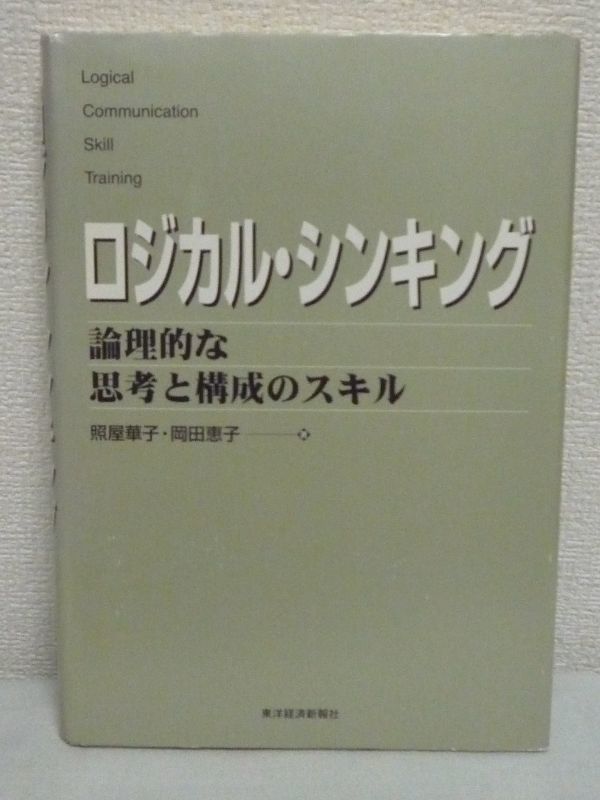 Logical
Communication
Skill
Training
ロジカル・シンキング
論理的な
思考と構成のスキル
照屋華子・岡田恵子 著
東洋経済新報社